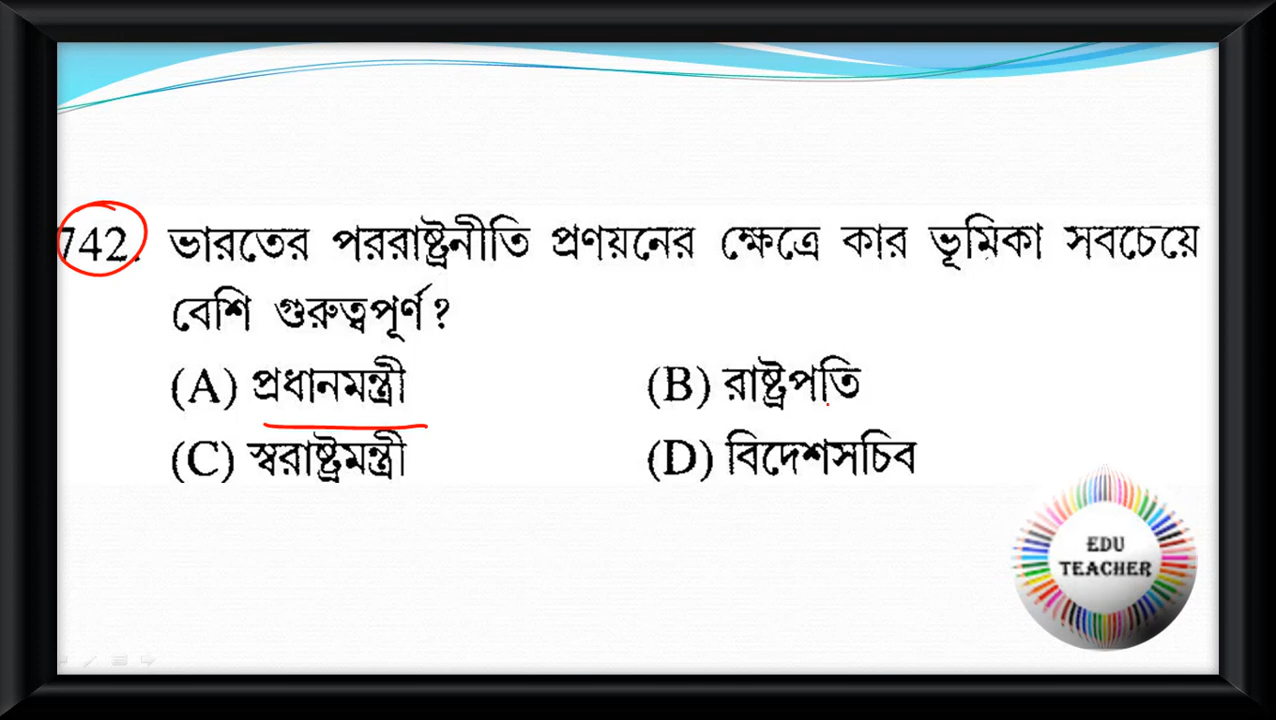 742. ভারতের পররাষ্ট্রনীতি প্রণয়নের ক্ষেত্রে কার ভূমিকা সবচেয়ে
বেশি গুরুত্বপূর্ণ?
(A) প্রধানমন্ত্রী (B) রাষ্ট্রপতি
(C) স্বরাষ্ট্রমন্ত্রী (D) বিদেশসচিব
EDU
TEACHER